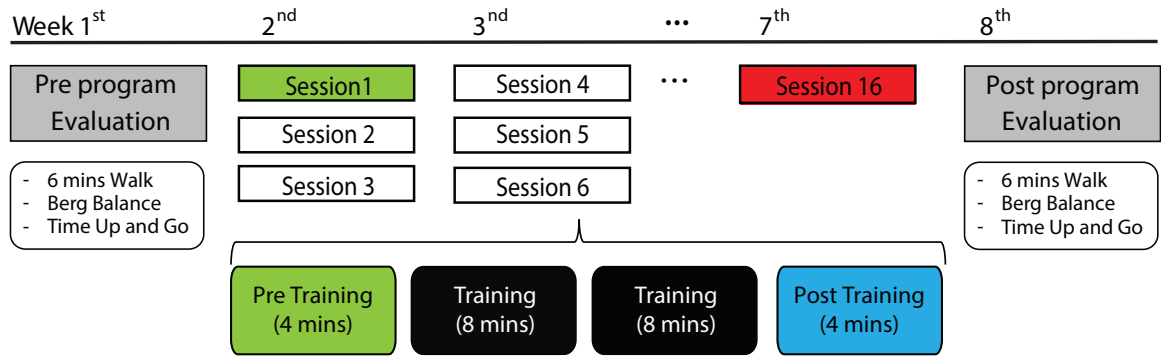 Week 1st 2nd 3nd ... 7th 8th
Pre program
Evaluation
- 6 mins Walk
- Berg Balance
- Time Up and Go
Session1
Session 2
Session 3
Session 4
Session 5
Session 6
...
Session 16
Post program
Evaluation
- 6 mins Walk
- Berg Balance
- Time Up and Go
Pre Training
(4 mins)
Training
(8 mins)
Training
(8 mins)
Post Training
(4 mins)